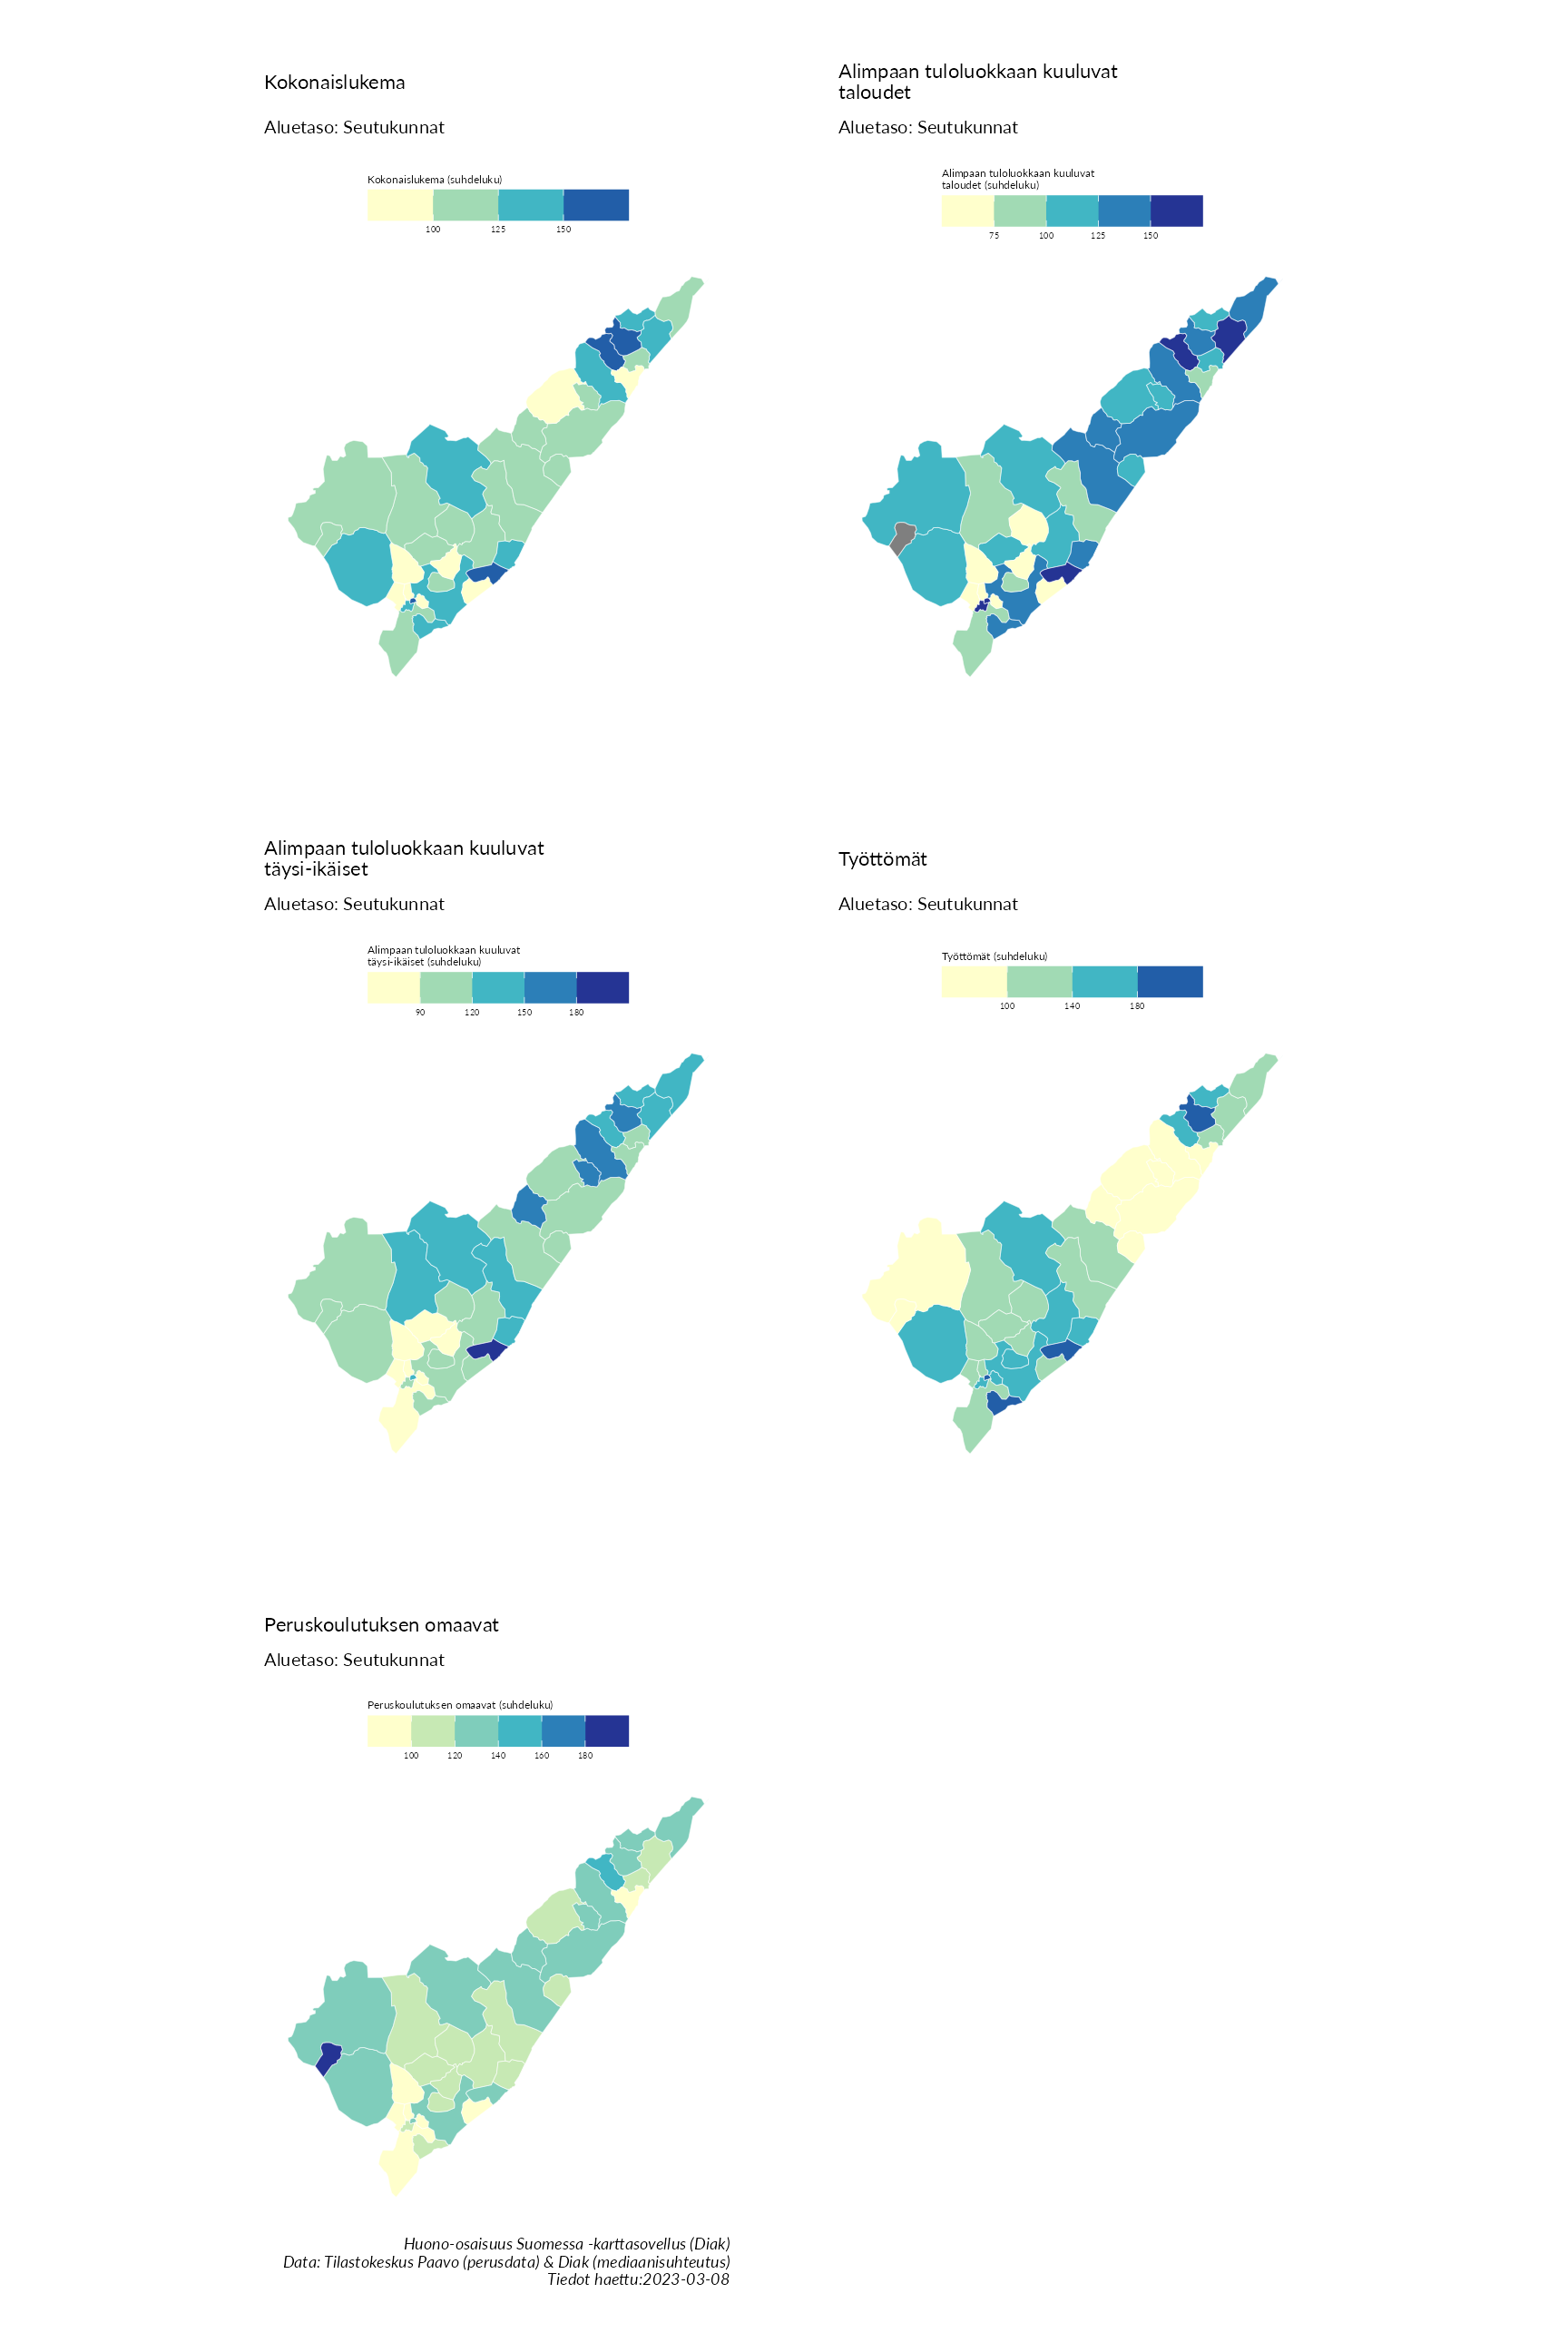 Kokonaislukema
Aluetaso: Seutukunnat
Kokonaislukema (suhdeluku)
100 125 150
Alimpaan tuloluokkaan kuuluvat
taloudet
Aluetaso: Seutukunnat
Alimpaan tuloluokkaan kuuluvat
taloudet (suhdeluku)
75 100 125 150
Alimpaan tuloluokkaan kuuluvat
täysi-ikäiset
Aluetaso: Seutukunnat
Alimpaan tuloluokkaan kuuluvat
täysi-ikäiset (suhdeluku)
90 120 150 180
Työttömät
Aluetaso: Seutukunnat
Työttömät (suhdeluku)
100 140 180
Peruskoulutuksen omaavat
Aluetaso: Seutukunnat
Peruskoulutuksen omaavat (suhdeluku)
100 120 140 160 180
Huono-osaisuus Suomessa -karttasovellus (Diak)
Data: Tilastokeskus Paavo (perusdata) & Diak (mediaanisuhteutus)
Tiedot haettu:2023-03-08